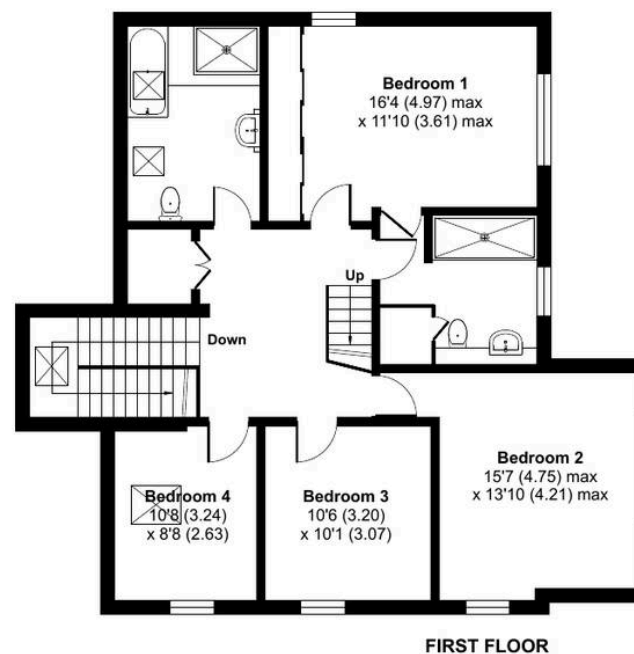 Bedroom 1
16'4 (4.97) max
x 11'10 (3.61) max
Up
Down
Bedroom 2
15'7 (4.75) max
x 13'10 (4.21) max
Bedroom 4
10'8 (3.24)
x 8'8 (2.63)
Bedroom 3
10'6 (3.20)
x 10'1 (3.07)
FIRST FLOOR